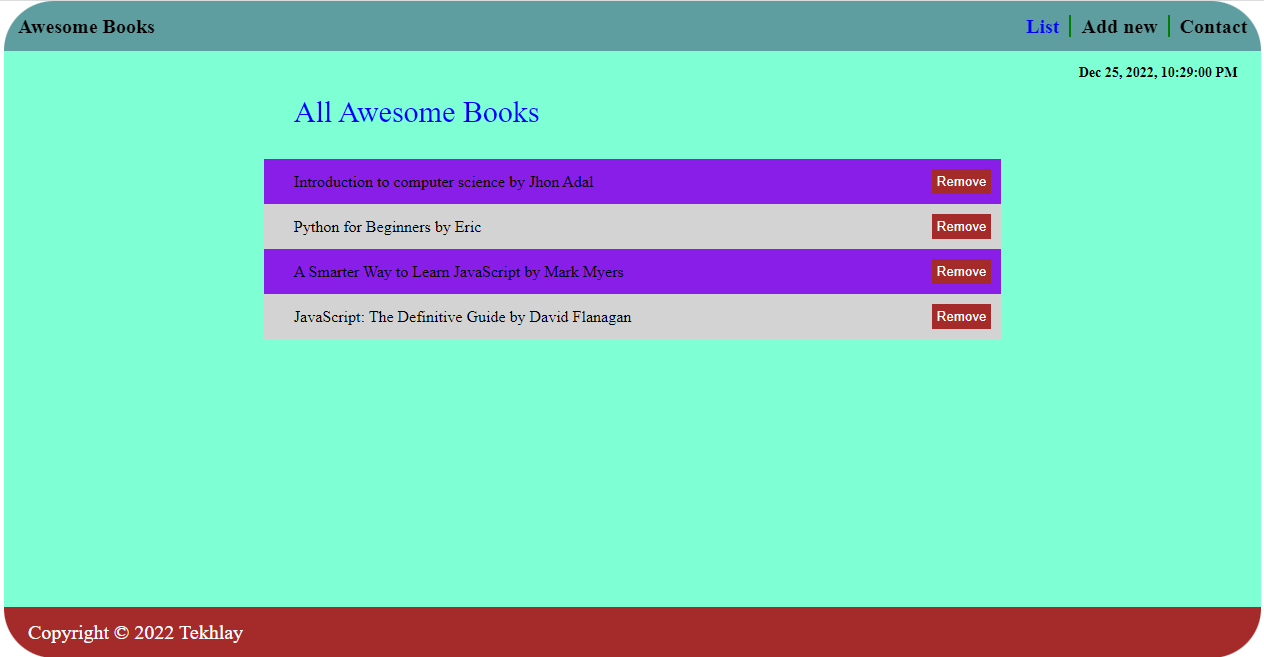 Awesome Books List Add new Contact
Dec 25, 2022, 10:29:00 PM
All Awesome Books
Introduction to computer science by Jhon Adal Remove
Python for Beginners by Eric Remove
A Smarter Way to Learn JavaScript by Mark Myers Remove
JavaScript: The Definitive Guide by David Flanagan Remove
Copyright © 2022 Tekhlay